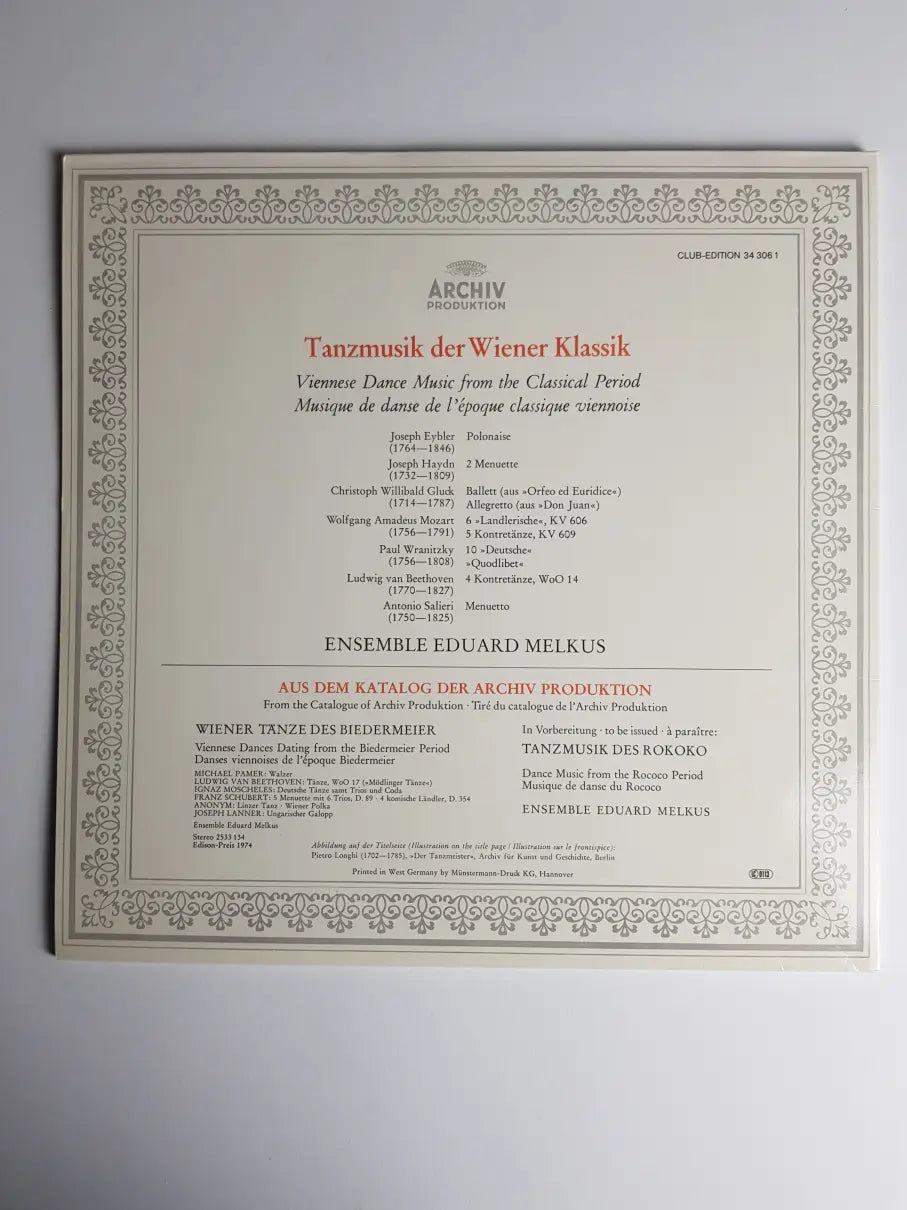 CLUB-EDITION 34 306 1
ARCHIV
PRODUKTION
Tanzmusik der Wiener Klassik
Viennese Dance Music from the Classical Period
Musique de danse de l'époque classique viennoise
Joseph Eybler Polonaise
(1764—1846)
Joseph Haydn 2 Menuette
(1732—1809)
Christoph Willibald Gluck Ballett (aus »Orfeo ed Euridice«)
(1714—1787) Allegretto (aus »Don Juan«)
Wolfgang Amadeus Mozart 6 »Landlerische«, KV 606
(1756—1791) 5 Kontretänze, KV 609
Paul Wranitzky 10 »Deutsche«
(1756—1808) »Quodlibet«
Ludwig van Beethoven 4 Kontretänze, WoO 14
(1770—1827)
Antonio Salieri Menuetto
(1750—1825)
ENSEMBLE EDUARD MELKUS
AUS DEM KATALOG DER ARCHIV PRODUKTION
From the Catalogue of Archiv Produktion · Tiré du catalogue de l'Archiv Produktion
WIENER TÄNZE DES BIEDERMEIER
Viennese Dances Dating from the Biedermeier Period
Danses viennoises de l'époque Biedermeier
MICHAEL PAMER: Walzer
LUDWIG VAN BEETHOVEN: Tänze, WoO 17 (»Mödlinger Tänze«)
IGNAZ MOSCHELES: Deutsche Tänze samt Trios und Coda
FRANZ SCHUBERT: 5 Menuette mit 6 Trios, D. 89 · 4 komische Ländler, D. 354
ANONYM: Linzer Tanz · Wiener Polka
JOSEPH LANNER: Ungarischer Galopp
Ensemble Eduard Melkus
Stereo 2533 134
Edison-Preis 1974
In Vorbereitung · to be issued · à paraître:
TANZMUSIK DES ROKOKO
Dance Music from the Rococo Period
Musique de danse du Rococo
ENSEMBLE EDUARD MELKUS
Abbildung auf der Titelseite (Illustration on the title page / Illustration sur le frontispice):
Pietro Longhi (1702—1785), »Der Tanzmeister«, Archiv für Kunst und Geschichte, Berlin
Printed in West Germany by Münstermann-Druck KG, Hannover